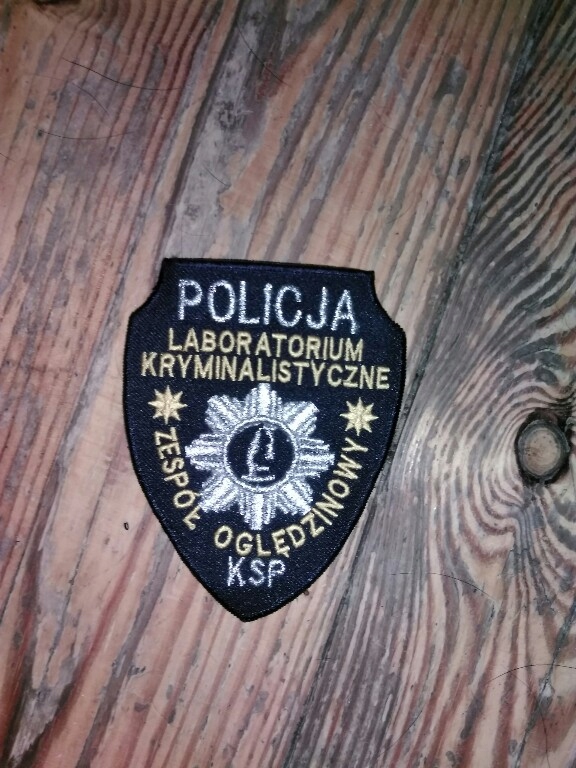 POLICJA
LABORATORIUM
KRYMINALISTYCZNE
ZESPÓŁ OGLĘDZINOWY
KSP